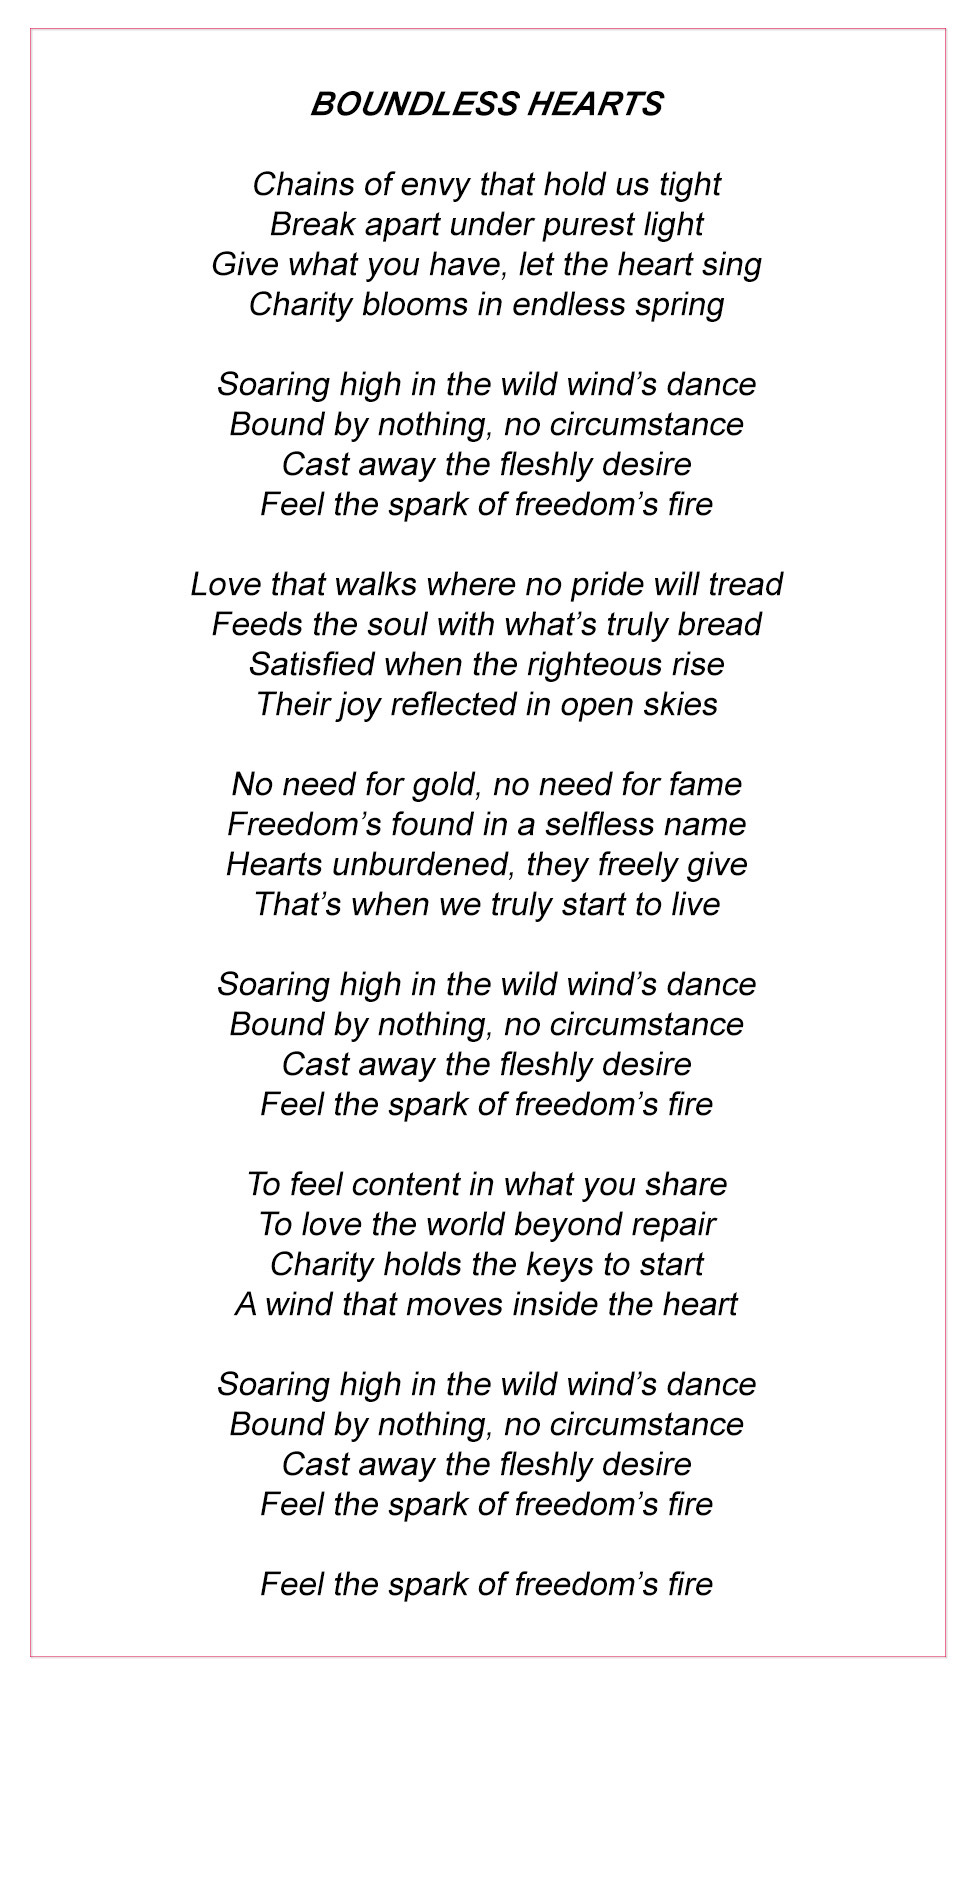 BOUNDLESS HEARTS
Chains of envy that hold us tight
Break apart under purest light
Give what you have, let the heart sing
Charity blooms in endless spring
Soaring high in the wild wind’s dance
Bound by nothing, no circumstance
Cast away the fleshly desire
Feel the spark of freedom’s fire
Love that walks where no pride will tread
Feeds the soul with what’s truly bread
Satisfied when the righteous rise
Their joy reflected in open skies
No need for gold, no need for fame
Freedom’s found in a selfless name
Hearts unburdened, they freely give
That’s when we truly start to live
Soaring high in the wild wind’s dance
Bound by nothing, no circumstance
Cast away the fleshly desire
Feel the spark of freedom’s fire
To feel content in what you share
To love the world beyond repair
Charity holds the keys to start
A wind that moves inside the heart
Soaring high in the wild wind’s dance
Bound by nothing, no circumstance
Cast away the fleshly desire
Feel the spark of freedom’s fire
Feel the spark of freedom’s fire